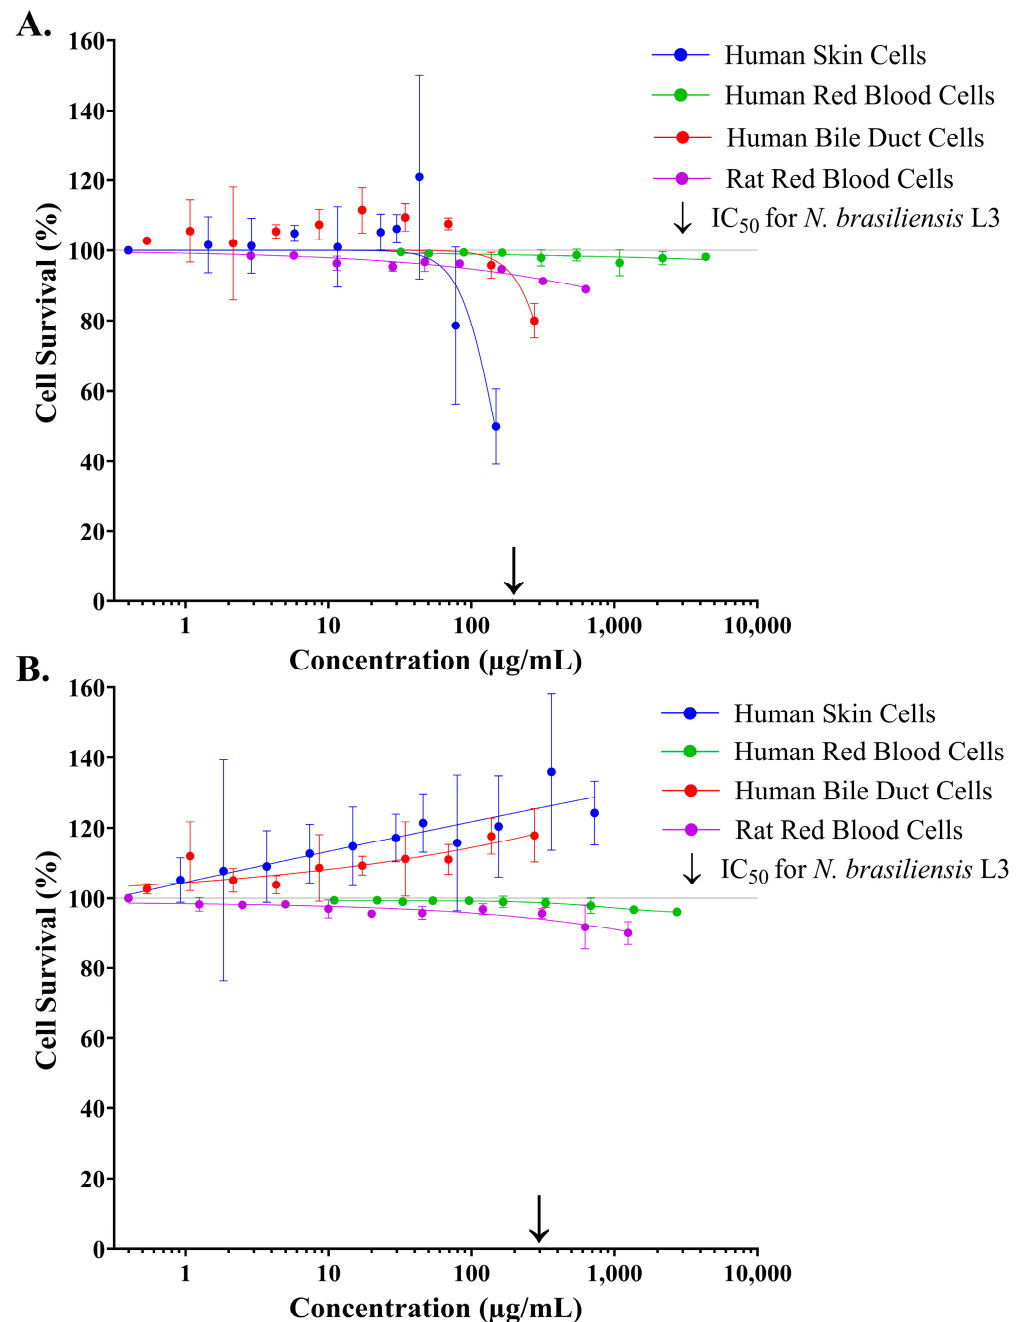 A.
160
140
120
100
80
60
40
20
0
Cell Survival (%)
1
10
100
1,000
10,000
Concentration (µg/mL)
Human Skin Cells
Human Red Blood Cells
Human Bile Duct Cells
Rat Red Blood Cells
IC50 for N. brasiliensis L3
B.
160
140
120
100
80
60
40
20
0
Cell Survival (%)
1
10
100
1,000
10,000
Concentration (µg/mL)
Human Skin Cells
Human Red Blood Cells
Human Bile Duct Cells
Rat Red Blood Cells
IC50 for N. brasiliensis L3